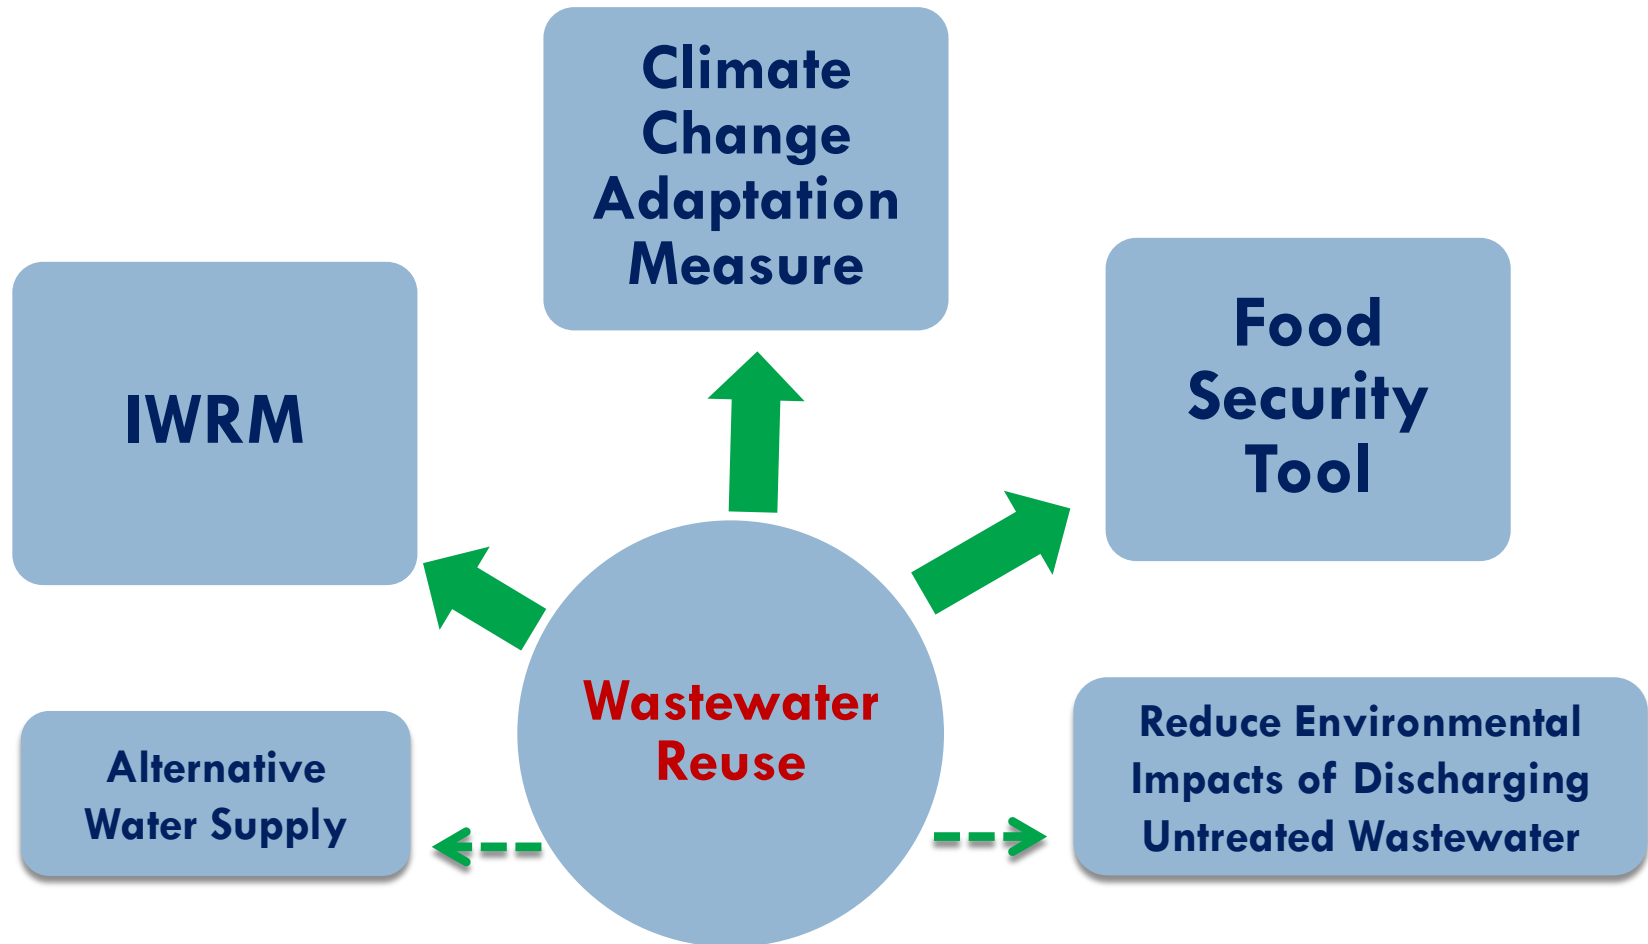 Climate
Change
Adaptation
Measure
IWRM
Food
Security
Tool
Wastewater
Reuse
Alternative
Water Supply
Reduce Environmental
Impacts of Discharging
Untreated Wastewater